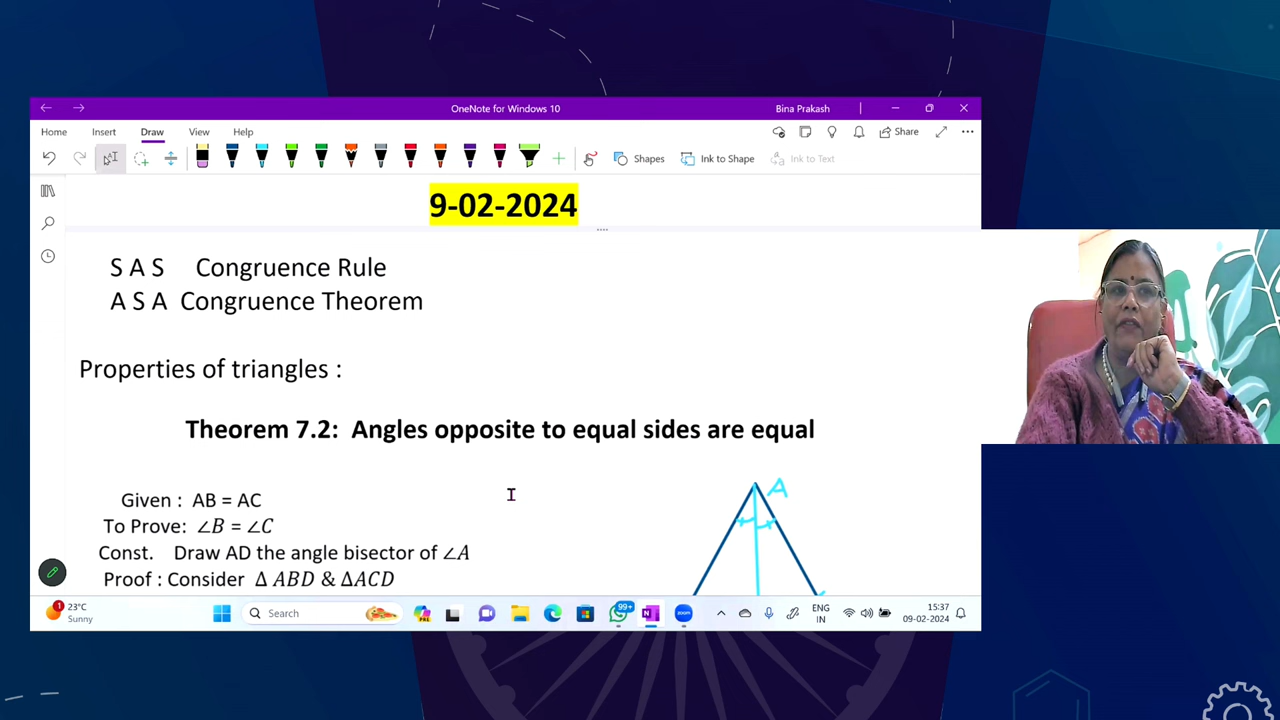 OneNote for Windows 10
Bina Prakash
Home Insert Draw View Help
Share
Shapes Ink to Shape Ink to Text
9-02-2024
S A S Congruence Rule
A S A Congruence Theorem
Properties of triangles :
Theorem 7.2: Angles opposite to equal sides are equal
A
Given : AB = AC
To Prove: ∠B = ∠C
Const. Draw AD the angle bisector of ∠A
Proof : Consider Δ ABD & ΔACD
1
23°C
Sunny
Search
99+
ENG
IN
15:37
09-02-2024